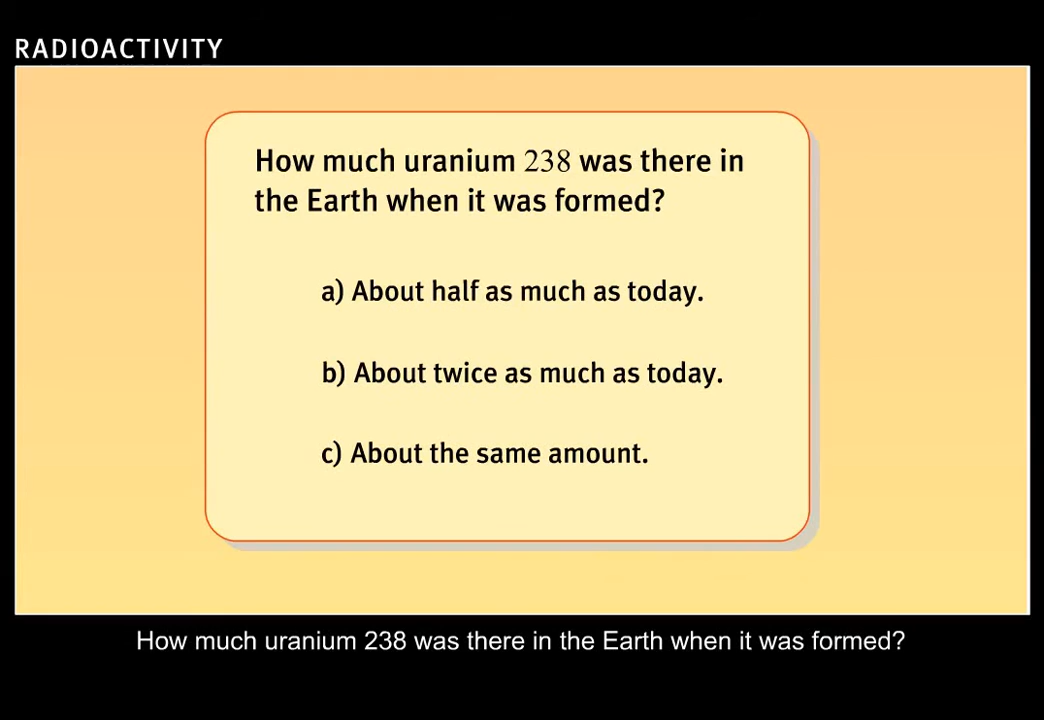 RADIOACTIVITY
How much uranium 238 was there in
the Earth when it was formed?
a) About half as much as today.
b) About twice as much as today.
c) About the same amount.
How much uranium 238 was there in the Earth when it was formed?